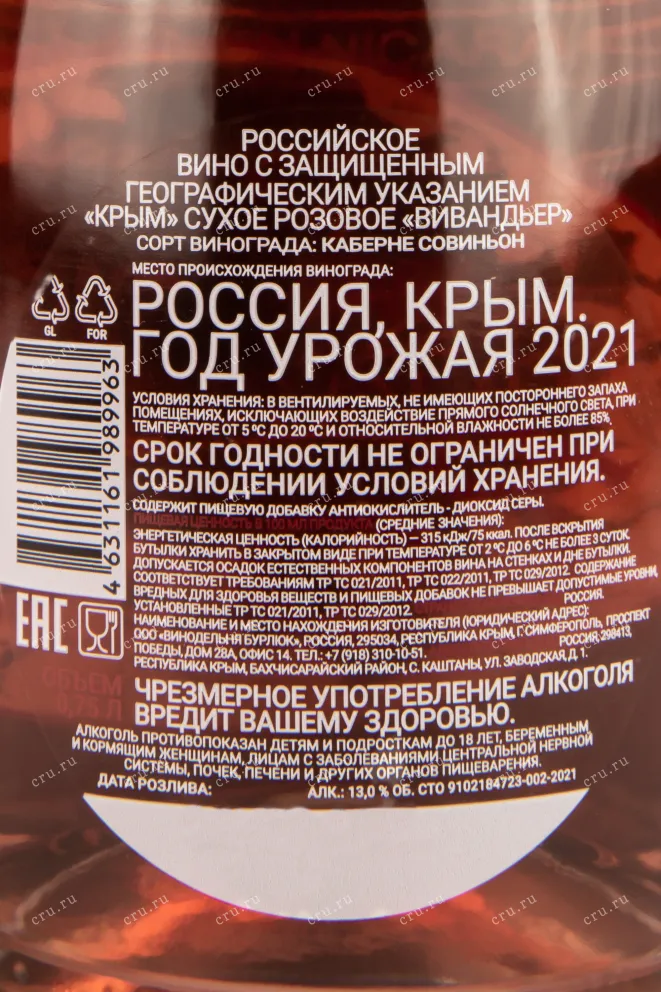 РОССИЙСКОЕ
ВИНО С ЗАЩИЩЕННЫМ
ГЕОГРАФИЧЕСКИМ УКАЗАНИЕМ
«КРЫМ» СУХОЕ РОЗОВОЕ «ВИВАНДЬЕР»
СОРТ ВИНОГРАДА: КАБЕРНЕ СОВИНЬОН
МЕСТО ПРОИСХОЖДЕНИЯ ВИНОГРАДА:
РОССИЯ, КРЫМ.
ГОД УРОЖАЯ 2021
GL
FOR
УСЛОВИЯ ХРАНЕНИЯ: В ВЕНТИЛИРУЕМЫХ, НЕ ИМЕЮЩИХ ПОСТОРОННЕГО ЗАПАХА
ПОМЕЩЕНИЯХ, ИСКЛЮЧАЮЩИХ ВОЗДЕЙСТВИЕ ПРЯМОГО СОЛНЕЧНОГО СВЕТА, ПРИ
ТЕМПЕРАТУРЕ ОТ 5 ºС ДО 20 ºС И ОТНОСИТЕЛЬНОЙ ВЛАЖНОСТИ НЕ БОЛЕЕ 85%.
СРОК ГОДНОСТИ НЕ ОГРАНИЧЕН ПРИ
СОБЛЮДЕНИИ УСЛОВИЙ ХРАНЕНИЯ.
4 631161 989963
СОДЕРЖИТ ПИЩЕВУЮ ДОБАВКУ АНТИОКИСЛИТЕЛЬ - ДИОКСИД СЕРЫ.
ПИЩЕВАЯ ЦЕННОСТЬ В 100 МЛ ПРОДУКТА (СРЕДНИЕ ЗНАЧЕНИЯ):
ЭНЕРГЕТИЧЕСКАЯ ЦЕННОСТЬ (КАЛОРИЙНОСТЬ) — 315 кДж/75 ккал. ПОСЛЕ ВСКРЫТИЯ
БУТЫЛКИ ХРАНИТЬ В ЗАКРЫТОМ ВИДЕ ПРИ ТЕМПЕРАТУРЕ ОТ 2 ºС ДО 6 ºС НЕ БОЛЕЕ 3 СУТОК.
ДОПУСКАЕТСЯ ОСАДОК ЕСТЕСТВЕННЫХ КОМПОНЕНТОВ ВИНА НА СТЕНКАХ И ДНЕ БУТЫЛКИ.
СООТВЕТСТВУЕТ ТРЕБОВАНИЯМ ТР ТС 021/2011, ТР ТС 022/2011, ТР ТС 029/2012. СОДЕРЖАНИЕ
ВРЕДНЫХ ДЛЯ ЗДОРОВЬЯ ВЕЩЕСТВ И ПИЩЕВЫХ ДОБАВОК НЕ ПРЕВЫШАЕТ ДОПУСТИМЫЕ УРОВНИ,
УСТАНОВЛЕННЫЕ ТР ТС 021/2011, ТР ТС 029/2012. РОССИЯ.
НАИМЕНОВАНИЕ И МЕСТО НАХОЖДЕНИЯ ИЗГОТОВИТЕЛЯ (ЮРИДИЧЕСКИЙ АДРЕС):
ООО «ВИНОДЕЛЬНЯ БУРЛЮК», РОССИЯ, 295034, РЕСПУБЛИКА КРЫМ, Г. СИМФЕРОПОЛЬ, ПРОСПЕКТ
ПОБЕДЫ, ДОМ 28А, ОФИС 14. ТЕЛ.: +7 (918) 310-10-51. РОССИЯ, 298413,
РЕСПУБЛИКА КРЫМ, БАХЧИСАРАЙСКИЙ РАЙОН, С. КАШТАНЫ, УЛ. ЗАВОДСКАЯ, Д. 1.
EAC
ОБЪЕМ
0,75 Л
ЧРЕЗМЕРНОЕ УПОТРЕБЛЕНИЕ АЛКОГОЛЯ
ВРЕДИТ ВАШЕМУ ЗДОРОВЬЮ.
АЛКОГОЛЬ ПРОТИВОПОКАЗАН ДЕТЯМ И ПОДРОСТКАМ ДО 18 ЛЕТ, БЕРЕМЕННЫМ
И КОРМЯЩИМ ЖЕНЩИНАМ, ЛИЦАМ С ЗАБОЛЕВАНИЯМИ ЦЕНТРАЛЬНОЙ НЕРВНОЙ
СИСТЕМЫ, ПОЧЕК, ПЕЧЕНИ И ДРУГИХ ОРГАНОВ ПИЩЕВАРЕНИЯ.
ДАТА РОЗЛИВА: АЛК.: 13,0 % ОБ. СТО 9102184723-002-2021
cru.ru